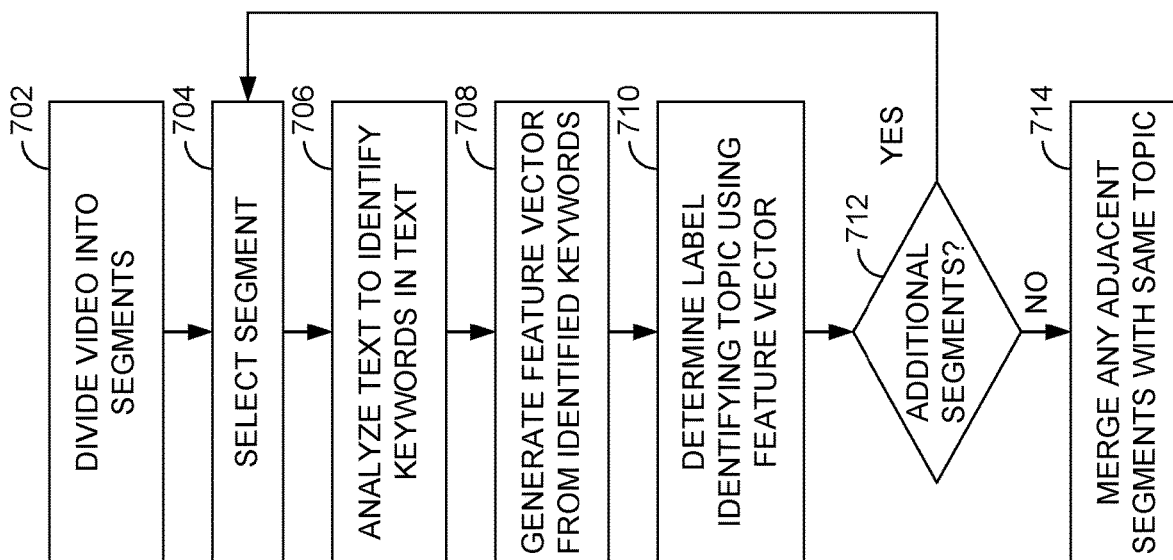 702
DIVIDE VIDEO INTO
SEGMENTS
704
SELECT SEGMENT
706
ANALYZE TEXT TO IDENTIFY
KEYWORDS IN TEXT
708
GENERATE FEATURE VECTOR
FROM IDENTIFIED KEYWORDS
710
DETERMINE LABEL
IDENTIFYING TOPIC USING
FEATURE VECTOR
712
ADDITIONAL
SEGMENTS?
YES
NO
714
MERGE ANY ADJACENT
SEGMENTS WITH SAME TOPIC